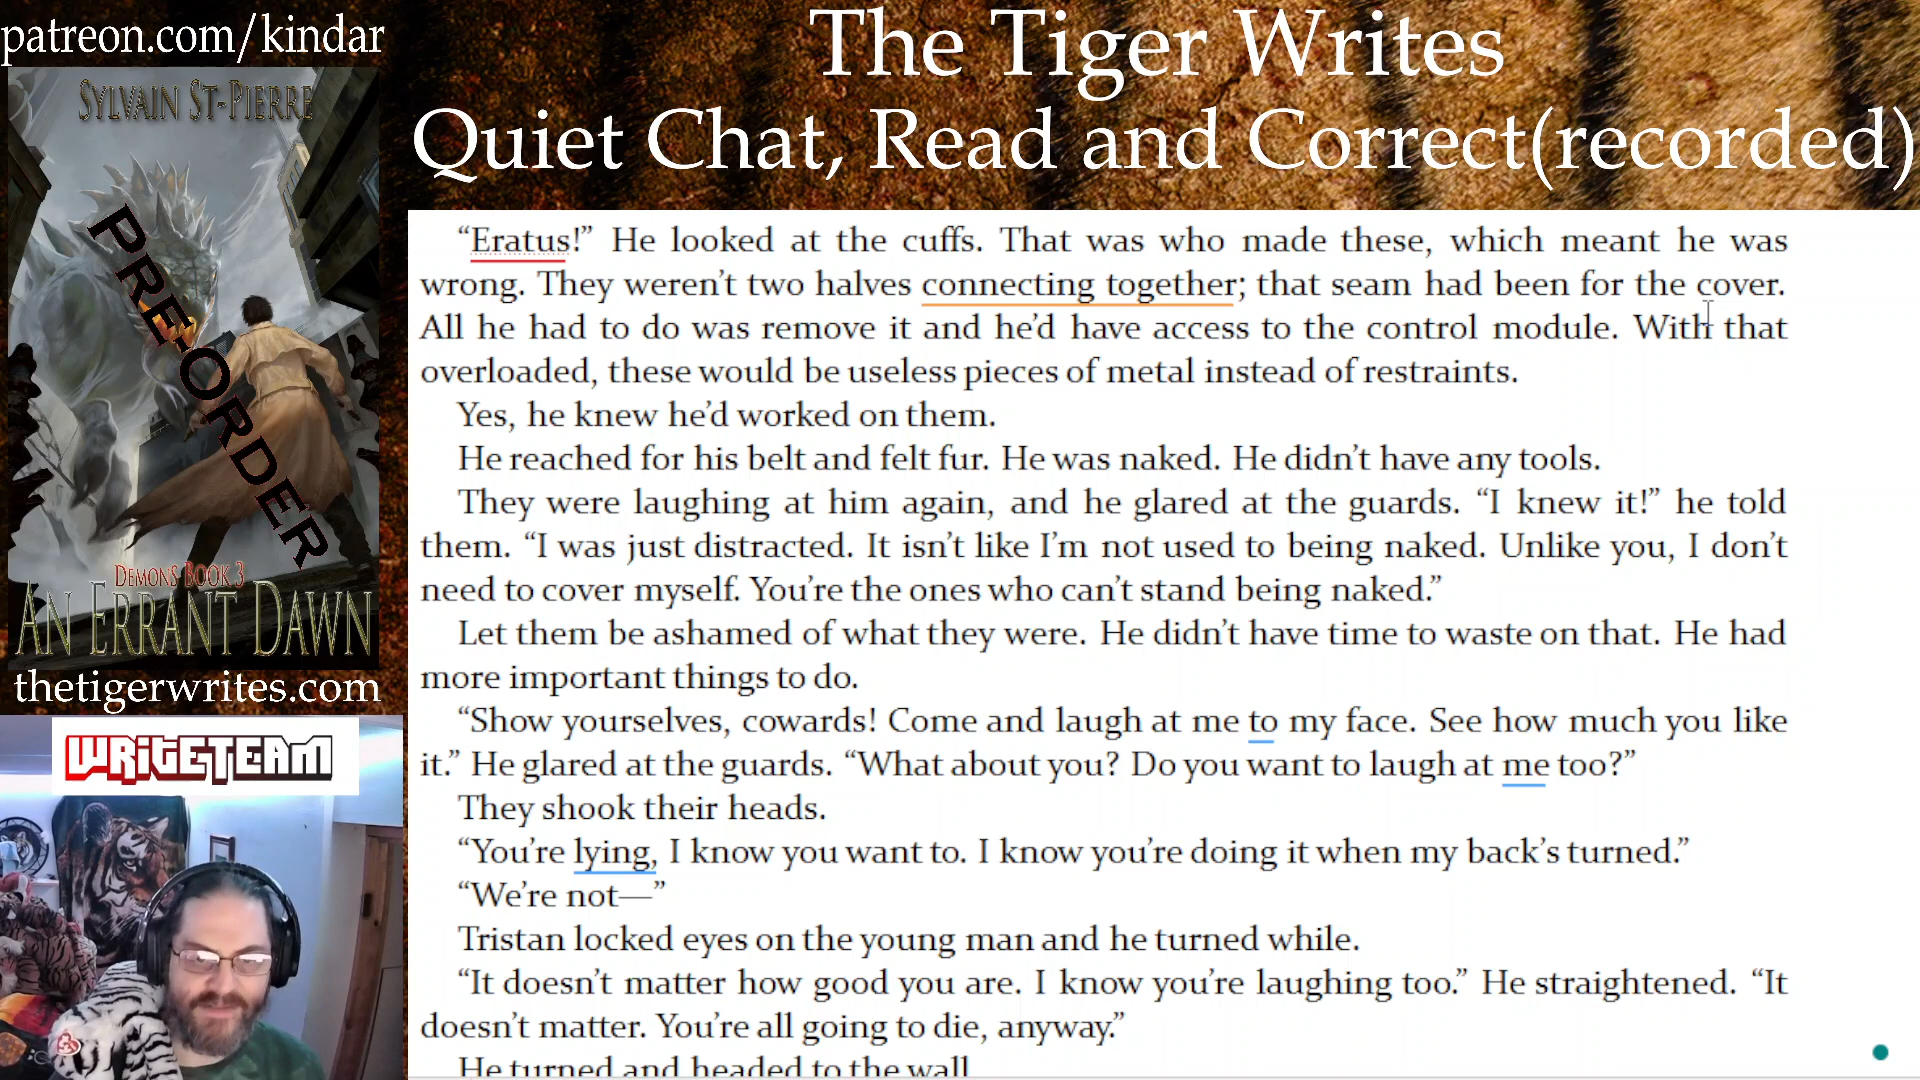 patreon.com/kindar
SYLVAIN ST-PIERRE
PRE-ORDER
DEMONS BOOK 3
AN ERRANT DAWN
thetigerwrites.com
WRITETEAM
The Tiger Writes
Quiet Chat, Read and Correct(recorded)
“Eratus!” He looked at the cuffs. That was who made these, which meant he was
wrong. They weren’t two halves connecting together; that seam had been for the cover.
All he had to do was remove it and he’d have access to the control module. With that
overloaded, these would be useless pieces of metal instead of restraints.
Yes, he knew he’d worked on them.
He reached for his belt and felt fur. He was naked. He didn’t have any tools.
They were laughing at him again, and he glared at the guards. “I knew it!” he told
them. “I was just distracted. It isn’t like I’m not used to being naked. Unlike you, I don’t
need to cover myself. You’re the ones who can’t stand being naked.”
Let them be ashamed of what they were. He didn’t have time to waste on that. He had
more important things to do.
“Show yourselves, cowards! Come and laugh at me to my face. See how much you like
it.” He glared at the guards. “What about you? Do you want to laugh at me too?”
They shook their heads.
“You’re lying, I know you want to. I know you’re doing it when my back’s turned.”
“We’re not—”
Tristan locked eyes on the young man and he turned while.
“It doesn’t matter how good you are. I know you’re laughing too.” He straightened. “It
doesn’t matter. You’re all going to die, anyway.”
He turned and headed to the wall